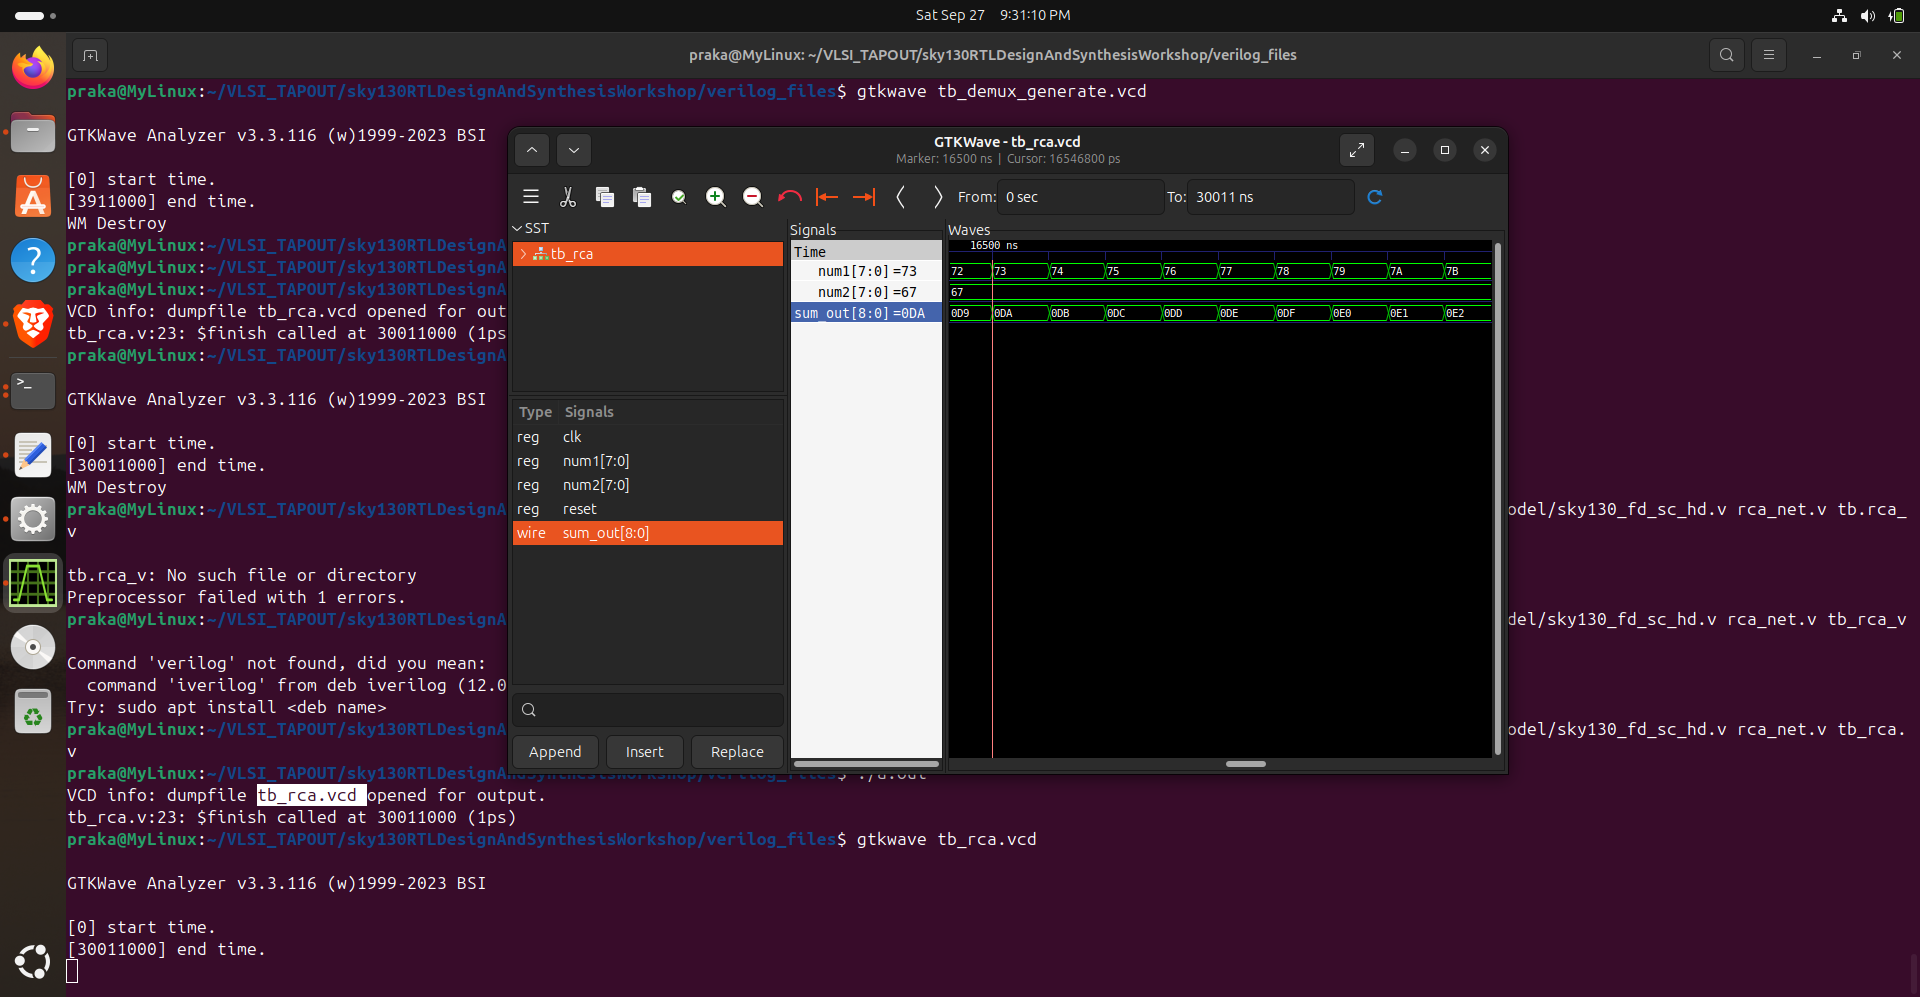 Sat Sep 27 9:31:10 PM
praka@MyLinux: ~/VLSI_TAPOUT/sky130RTLDesignAndSynthesisWorkshop/verilog_files
praka@MyLinux:~/VLSI_TAPOUT/sky130RTLDesignAndSynthesisWorkshop/verilog_files$ gtkwave tb_demux_generate.vcd
GTKWave Analyzer v3.3.116 (w)1999-2023 BSI
[0] start time.
[3911000] end time.
WM Destroy
praka@MyLinux:~/VLSI_TAPOUT/sky130RTLDesignA
praka@MyLinux:~/VLSI_TAPOUT/sky130RTLDesignA
praka@MyLinux:~/VLSI_TAPOUT/sky130RTLDesignA
VCD info: dumpfile tb_rca.vcd opened for out
tb_rca.v:23: $finish called at 30011000 (1ps
praka@MyLinux:~/VLSI_TAPOUT/sky130RTLDesignA
GTKWave Analyzer v3.3.116 (w)1999-2023 BSI
[0] start time.
[30011000] end time.
WM Destroy
praka@MyLinux:~/VLSI_TAPOUT/sky130RTLDesignA odel/sky130_fd_sc_hd.v rca_net.v tb.rca_
v
tb.rca_v: No such file or directory
Preprocessor failed with 1 errors.
praka@MyLinux:~/VLSI_TAPOUT/sky130RTLDesignA del/sky130_fd_sc_hd.v rca_net.v tb_rca_v
Command 'verilog' not found, did you mean:
command 'iverilog' from deb iverilog (12.0
Try: sudo apt install <deb name>
praka@MyLinux:~/VLSI_TAPOUT/sky130RTLDesignA odel/sky130_fd_sc_hd.v rca_net.v tb_rca.
v
praka@MyLinux:~/VLSI_TAPOUT/sky130RTLDesignAndSynthesisWorkshop/verilog_files$ ./a.out
VCD info: dumpfile tb_rca.vcd opened for output.
tb_rca.v:23: $finish called at 30011000 (1ps)
praka@MyLinux:~/VLSI_TAPOUT/sky130RTLDesignAndSynthesisWorkshop/verilog_files$ gtkwave tb_rca.vcd
GTKWave Analyzer v3.3.116 (w)1999-2023 BSI
[0] start time.
[30011000] end time.
GTKWave - tb_rca.vcd
Marker: 16500 ns | Cursor: 16546800 ps
From: 0 sec To: 30011 ns
SST
tb_rca
Type Signals
reg clk
reg num1[7:0]
reg num2[7:0]
reg reset
wire sum_out[8:0]
Append Insert Replace
Signals
Time
num1[7:0] =73
num2[7:0] =67
sum_out[8:0] =0DA
Waves
16500 ns
72 73 74 75 76 77 78 79 7A 7B
67
0D9 0DA 0DB 0DC 0DD 0DE 0DF 0E0 0E1 0E2